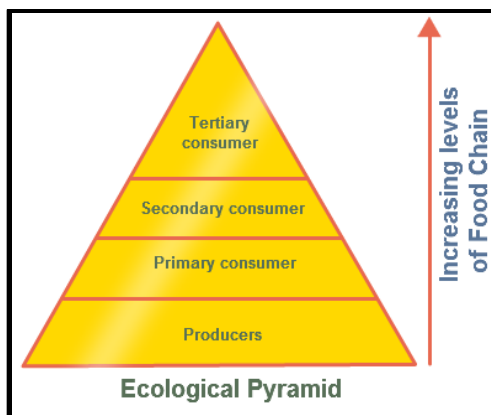 Tertiary
consumer
Secondary consumer
Primary consumer
Producers
Ecological Pyramid
Increasing levels
of Food Chain